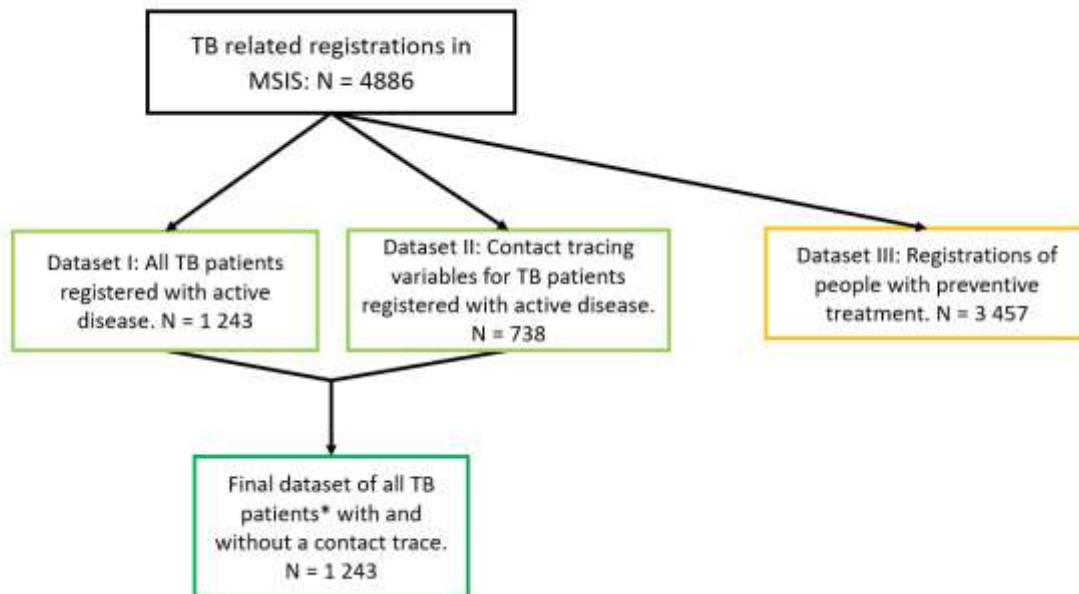 TB related registrations in
MSIS: N = 4886
Dataset I: All TB patients
registered with active
disease. N = 1 243
Dataset II: Contact tracing
variables for TB patients
registered with active disease.
N = 738
Dataset III: Registrations of
people with preventive
treatment. N = 3 457
Final dataset of all TB
patients* with and
without a contact trace.
N = 1 243